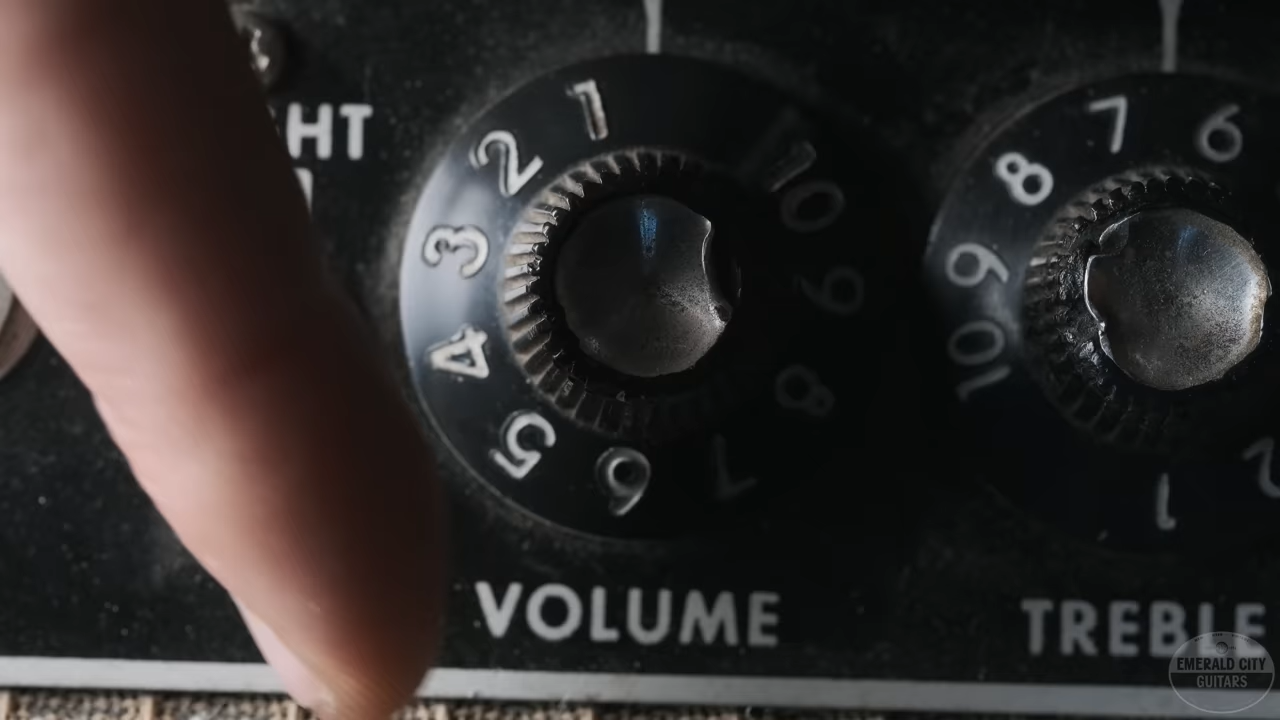 HT
1 2 3 4 5 6 7 8 9 10
VOLUME
7 6 8 9 10 1 2
TREBLE
EMERALD CITY
GUITARS